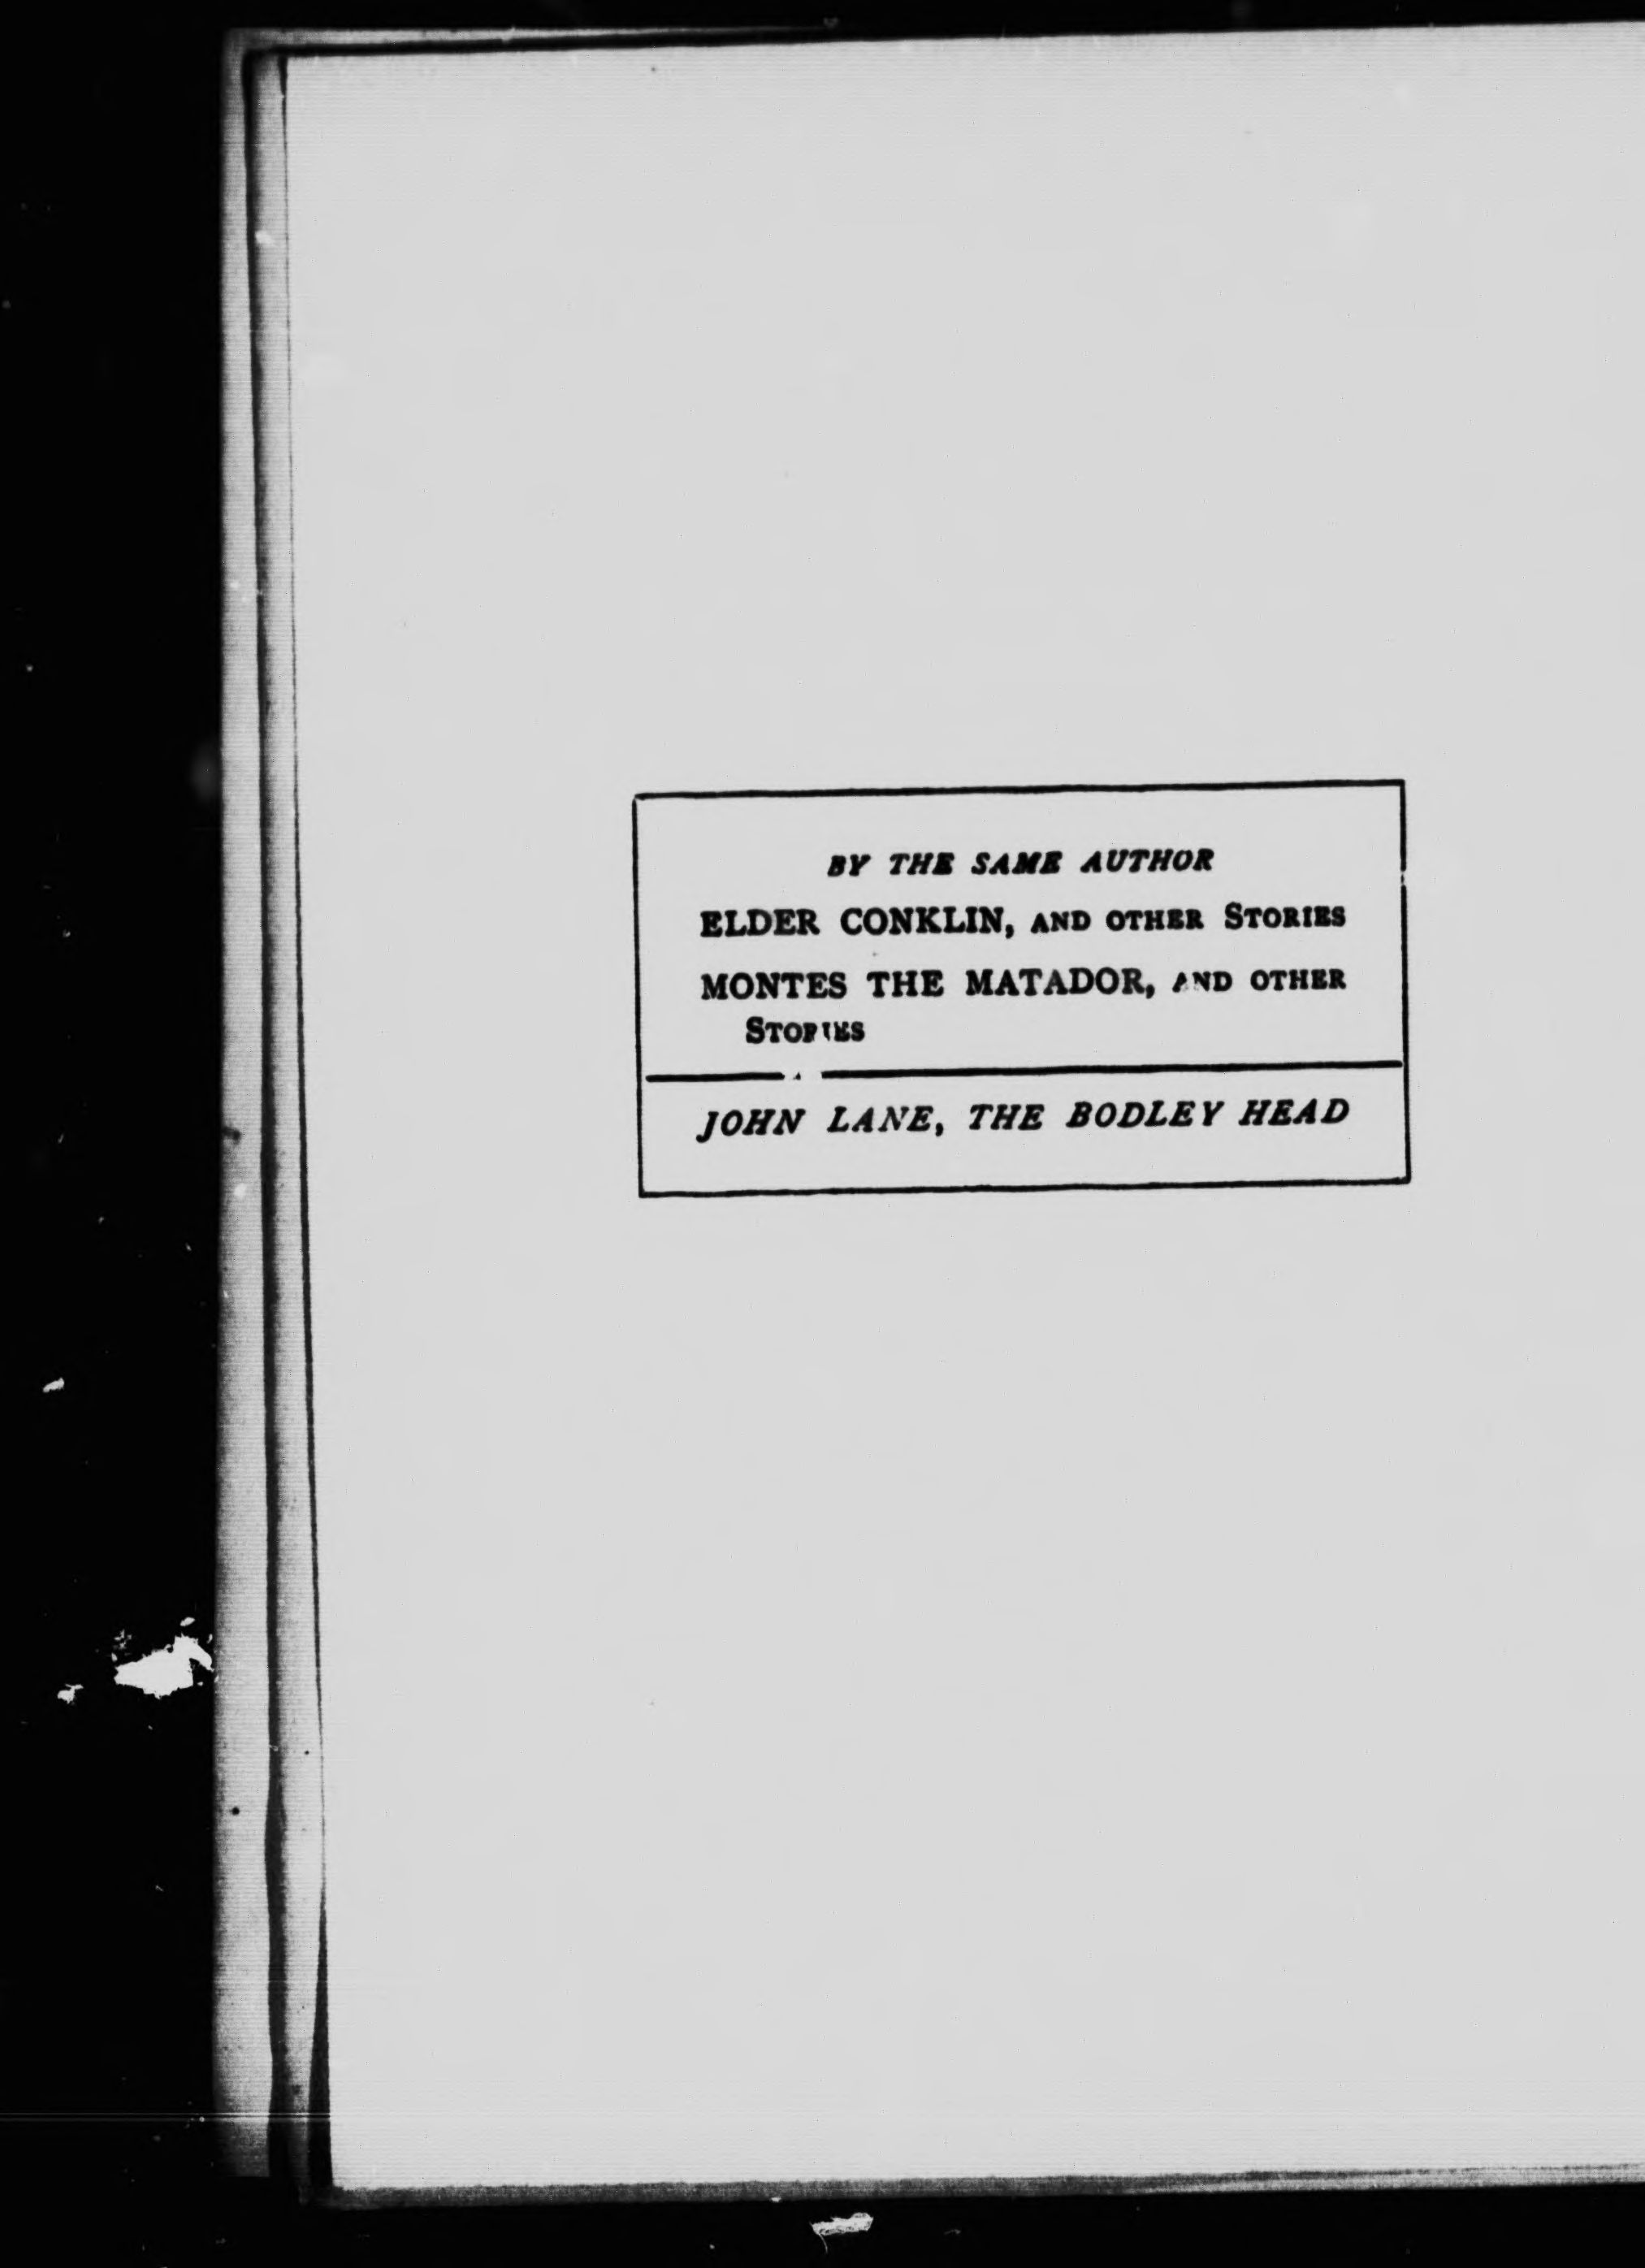 BY THE SAME AUTHOR
ELDER CONKLIN, AND OTHER STORIES
MONTES THE MATADOR, AND OTHER
STORIES
JOHN LANE, THE BODLEY HEAD